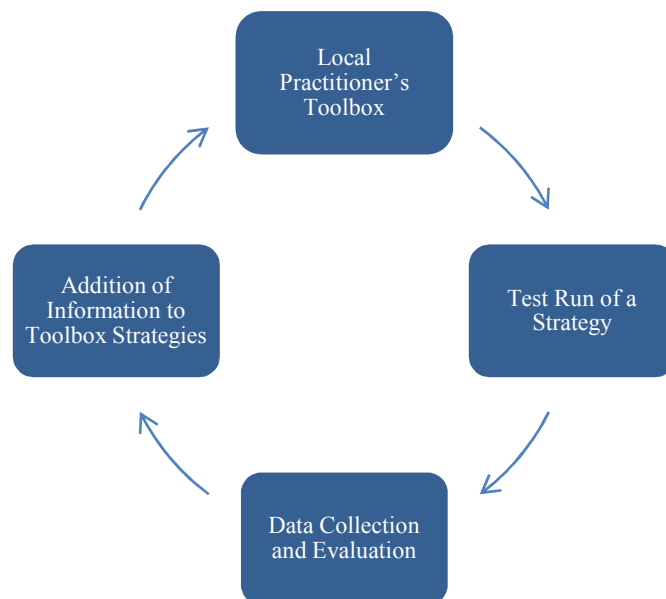 Local
Practitioner’s
Toolbox
Test Run of a
Strategy
Data Collection
and Evaluation
Addition of
Information to
Toolbox Strategies